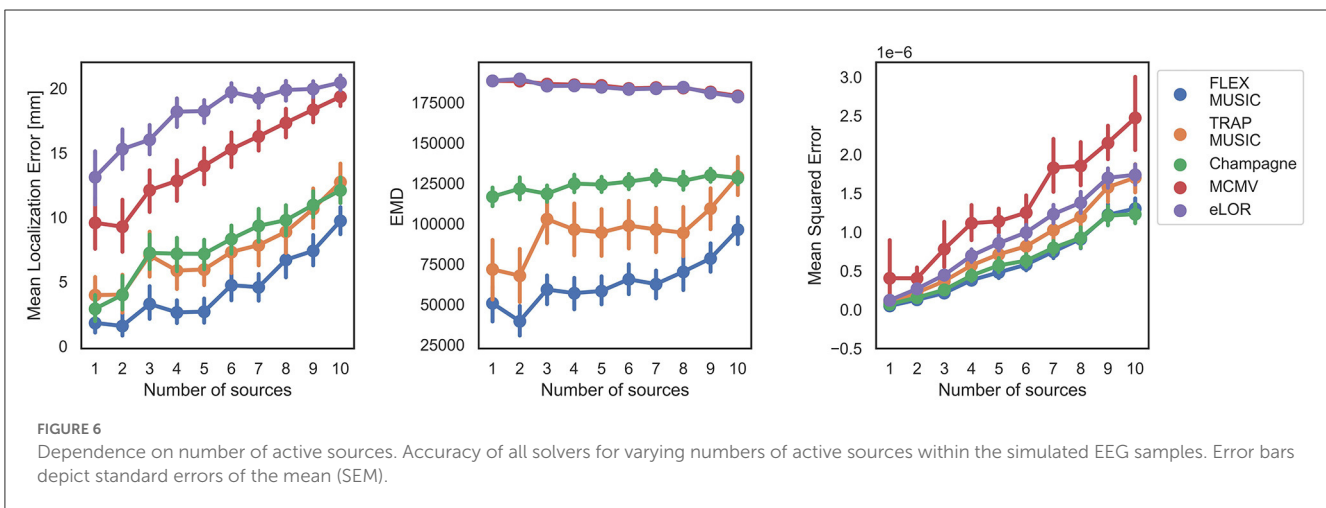 1e-6
Mean Localization Error [mm]
20
15
10
5
0
1 2 3 4 5 6 7 8 9 10
Number of sources
EMD
175000
150000
125000
100000
75000
50000
25000
1 2 3 4 5 6 7 8 9 10
Number of sources
Mean Squared Error
3.0
2.5
2.0
1.5
1.0
0.5
0.0
−0.5
1 2 3 4 5 6 7 8 9 10
Number of sources
FLEX
MUSIC
TRAP
MUSIC
Champagne
MCMV
eLOR
FIGURE 6
Dependence on number of active sources. Accuracy of all solvers for varying numbers of active sources within the simulated EEG samples. Error bars
depict standard errors of the mean (SEM).